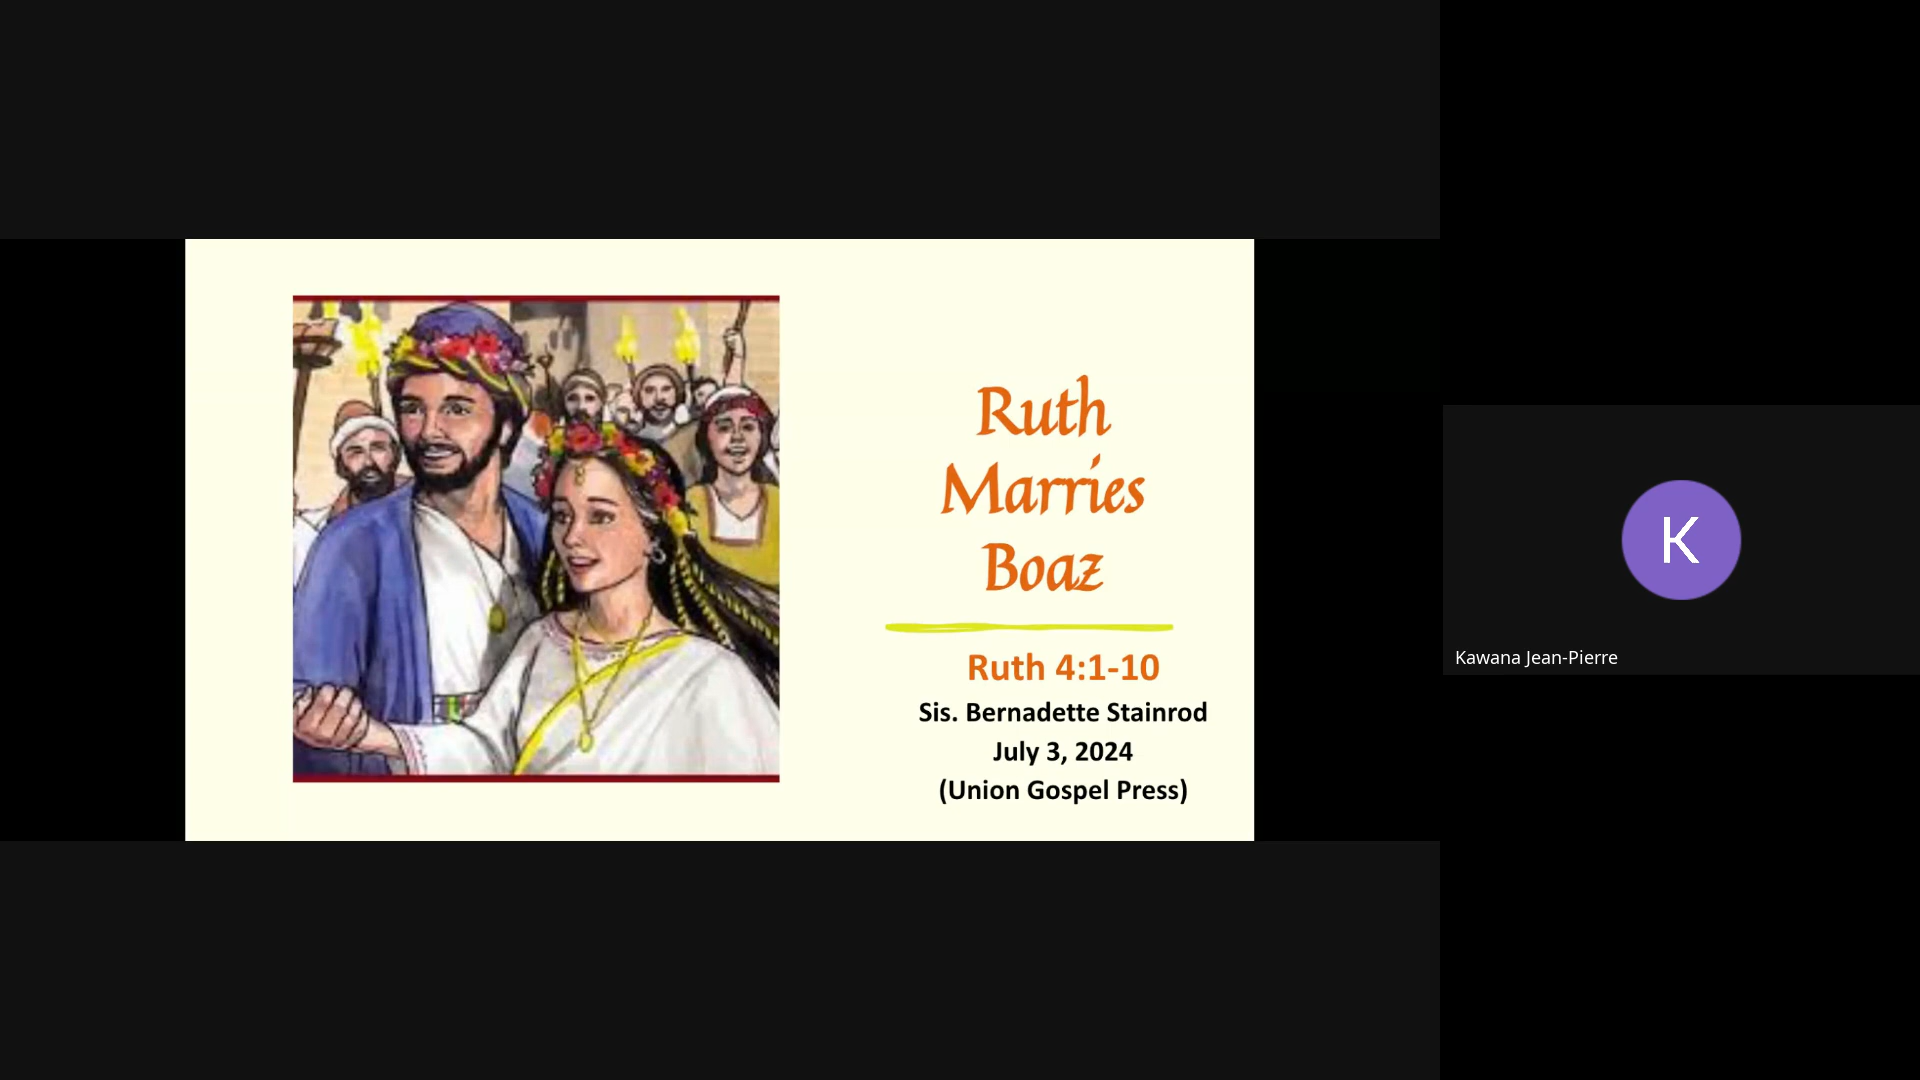 Ruth
Marries
Boaz
Ruth 4:1-10
Sis. Bernadette Stainrod
July 3, 2024
(Union Gospel Press)
K
Kawana Jean-Pierre